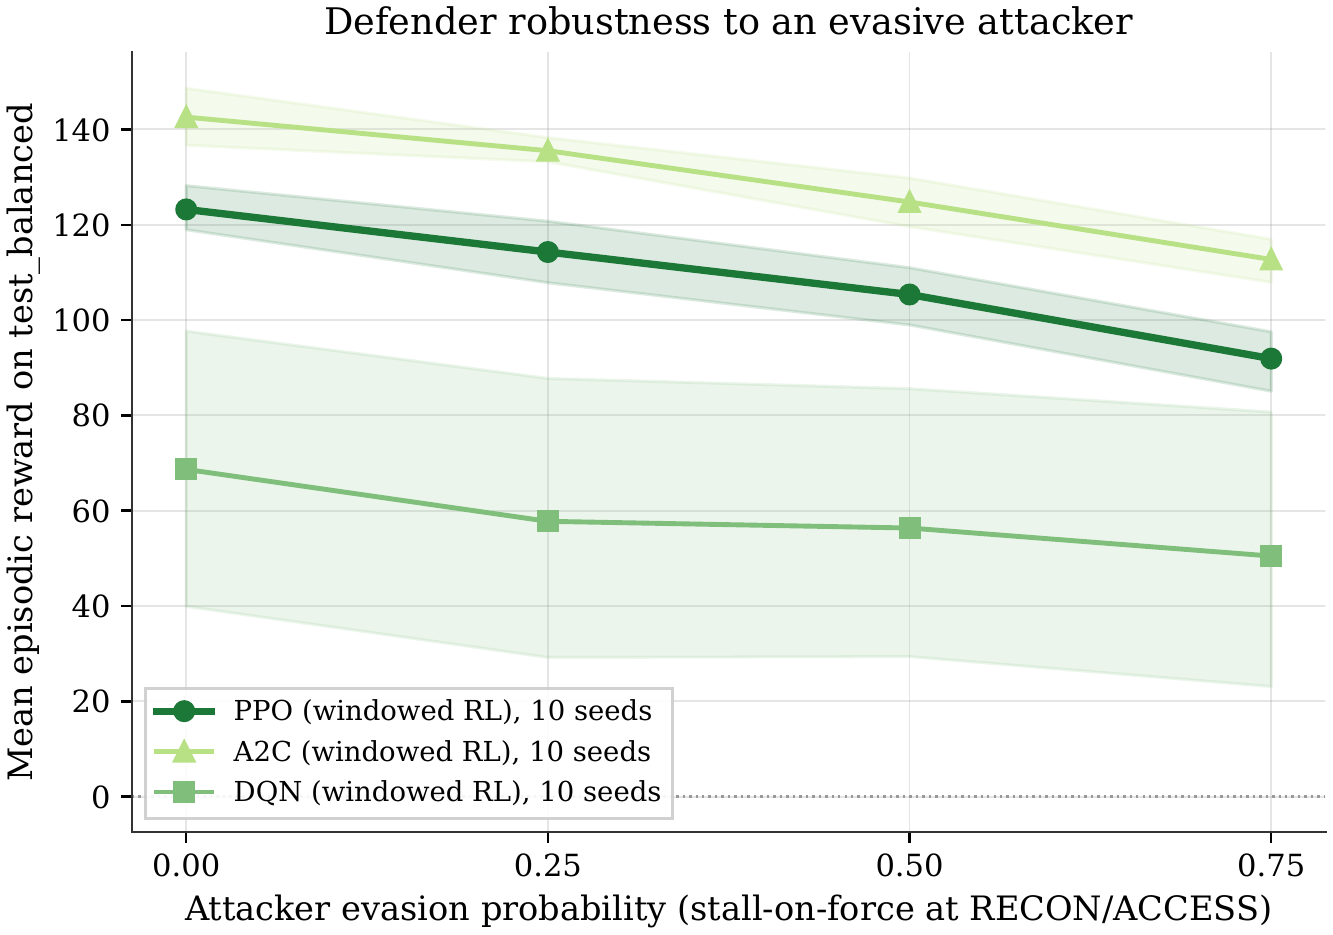 Defender robustness to an evasive attacker
Mean episodic reward on test_balanced
140
120
100
80
60
40
20
0
PPO (windowed RL), 10 seeds
A2C (windowed RL), 10 seeds
DQN (windowed RL), 10 seeds
0.00 0.25 0.50 0.75
Attacker evasion probability (stall-on-force at RECON/ACCESS)